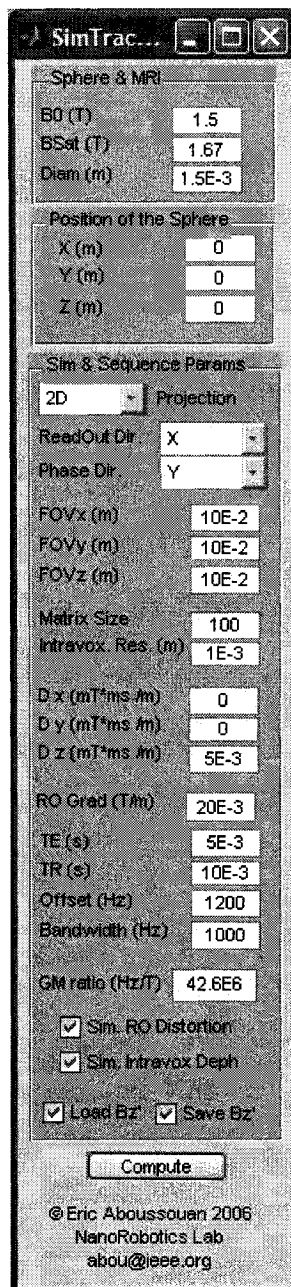 SimTrac...
Sphere & MRI
B0 (T) 1.5
BSat (T) 1.67
Diam (m) 1.5E-3
Position of the Sphere
X (m) 0
Y (m) 0
Z (m) 0
Sim & Sequence Params
2D Projection
ReadOut Dir. X
Phase Dir. Y
FOVx (m) 10E-2
FOVy (m) 10E-2
FOVz (m) 10E-2
Matrix Size 100
Intravox. Res. (m) 1E-3
D x (mT*ms /m) 0
D y (mT*ms /m) 0
D z (mT*ms /m) 5E-3
RO Grad (T/m) 20E-3
TE (s) 5E-3
TR (s) 10E-3
Offset (Hz) 1200
Bandwidth (Hz) 1000
GM ratio (Hz/T) 42.6E6
Sim. RO Distortion
Sim. Intravox Deph
Load Bz' Save Bz'
Compute
© Eric Aboussouan 2006
NanoRobotics Lab
abou@ieee.org